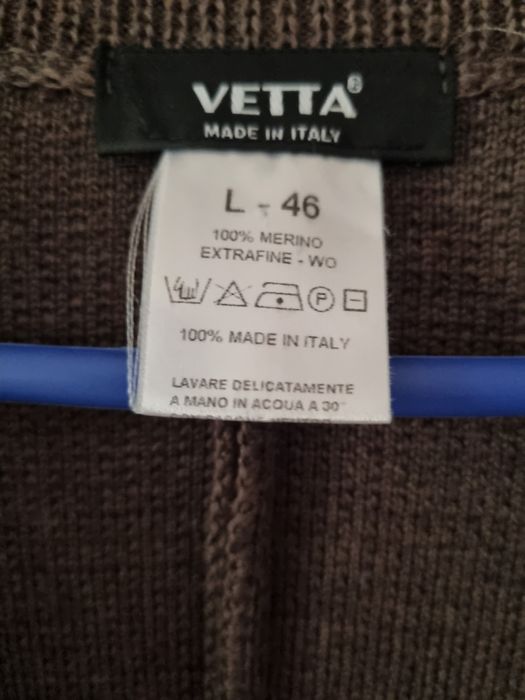 VETTA®
MADE IN ITALY
L - 46
100% MERINO
EXTRAFINE - WO
P
100% MADE IN ITALY
LAVARE DELICATAMENTE
A MANO IN ACQUA A 30°